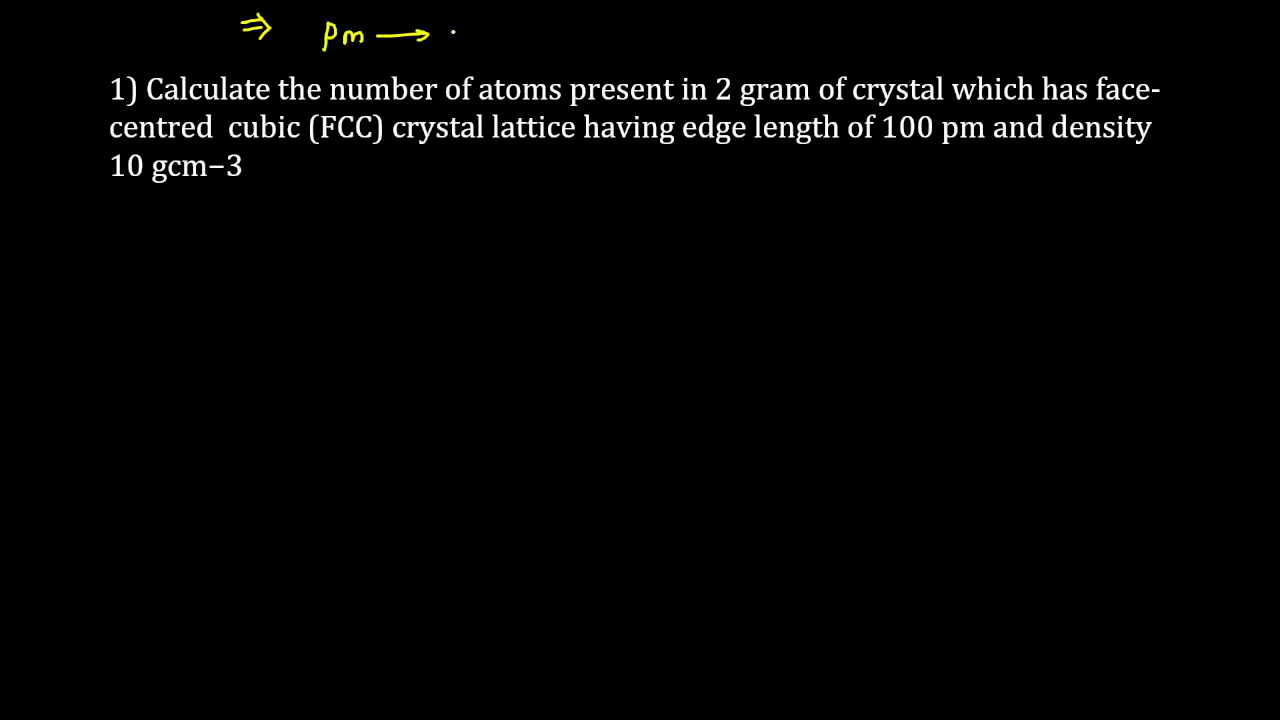 ⇒ pm → .
1) Calculate the number of atoms present in 2 gram of crystal which has face-
centred cubic (FCC) crystal lattice having edge length of 100 pm and density
10 gcm−3